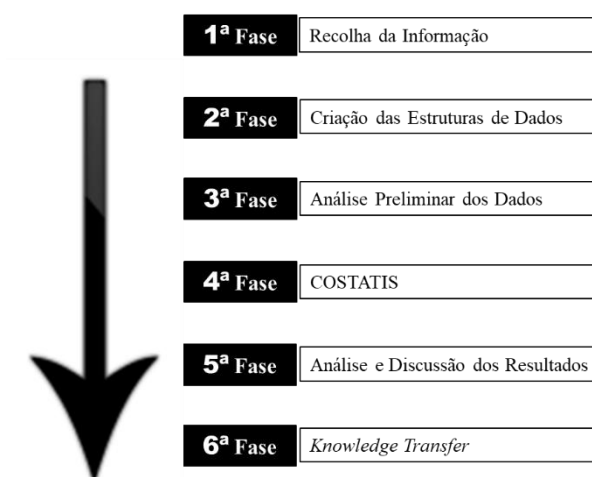 1ª Fase Recolha da Informação
2ª Fase Criação das Estruturas de Dados
3ª Fase Análise Preliminar dos Dados
4ª Fase COSTATIS
5ª Fase Análise e Discussão dos Resultados
6ª Fase Knowledge Transfer